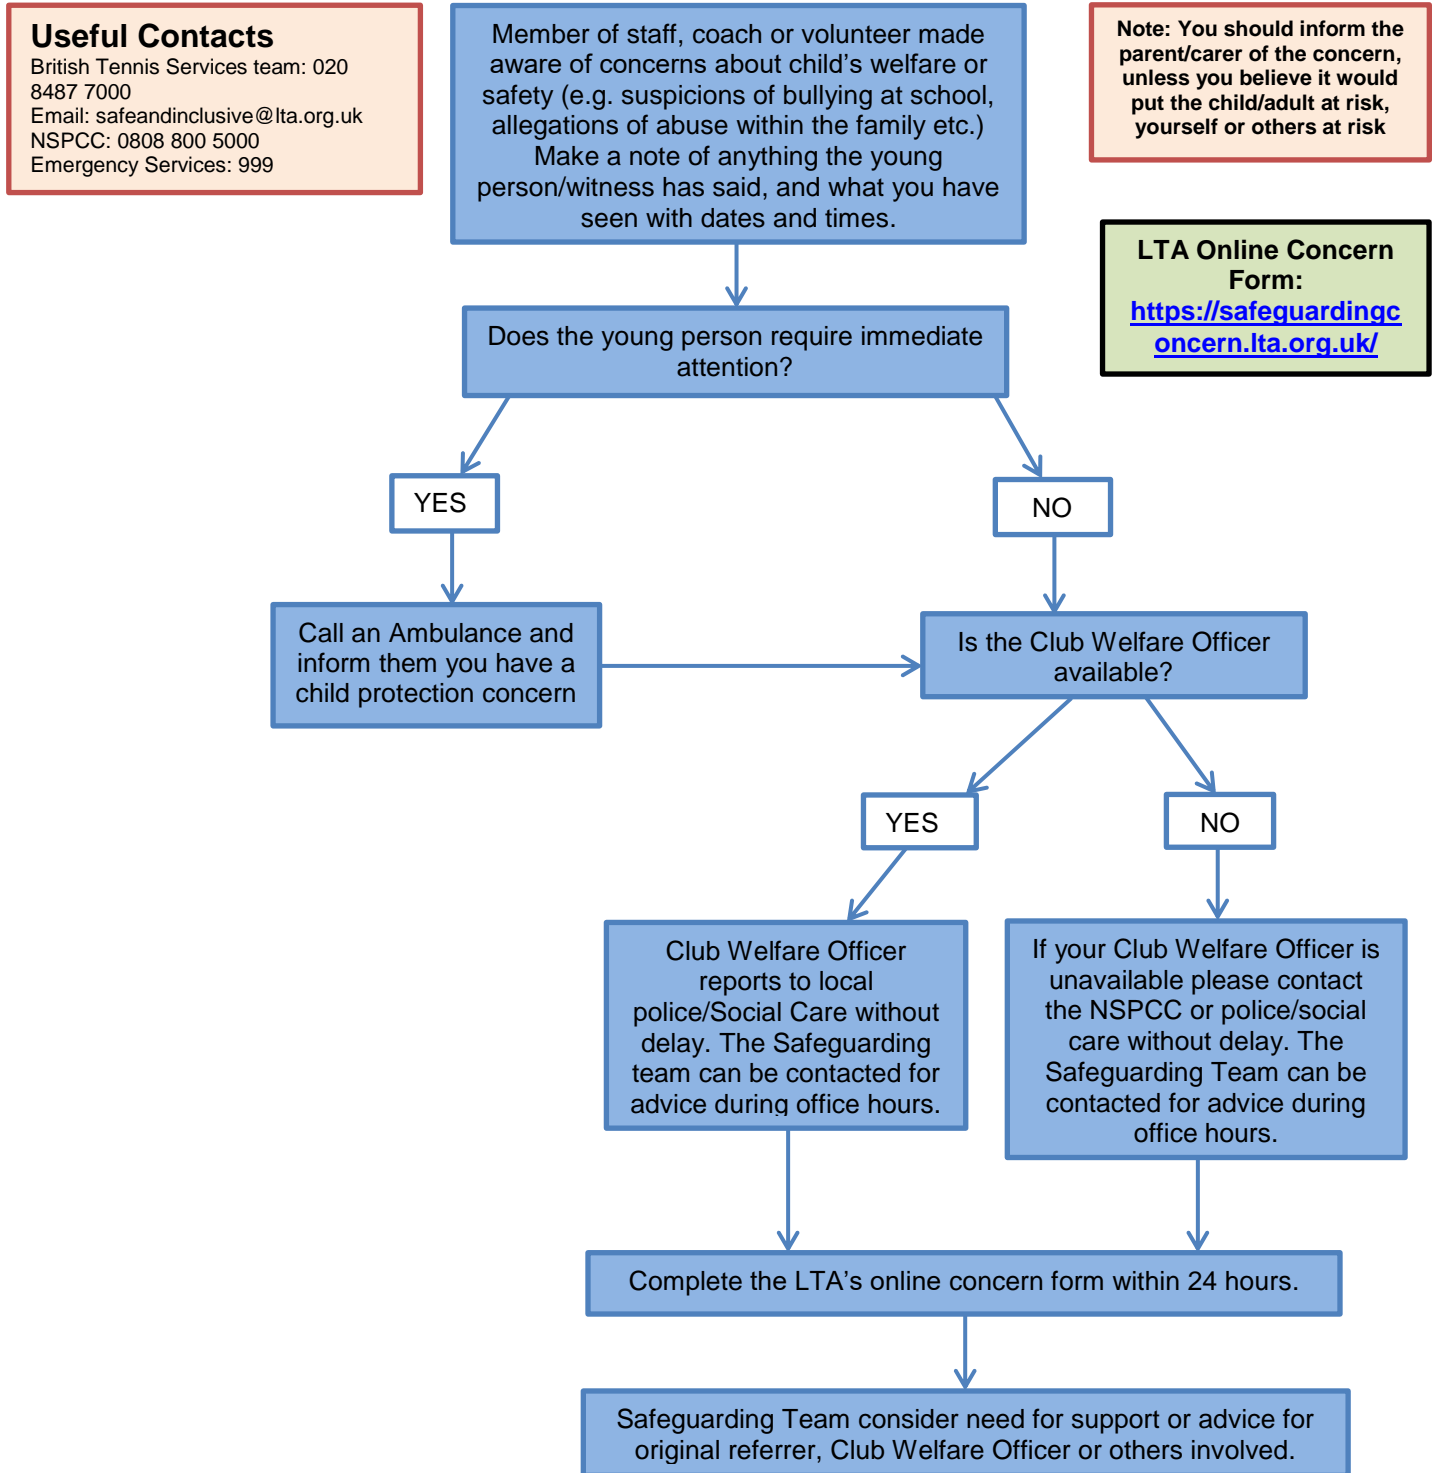 Useful Contacts
British Tennis Services team: 020
8487 7000
Email: safeandinclusive@lta.org.uk
NSPCC: 0808 800 5000
Emergency Services: 999
Member of staff, coach or volunteer made
aware of concerns about child’s welfare or
safety (e.g. suspicions of bullying at school,
allegations of abuse within the family etc.)
Make a note of anything the young
person/witness has said, and what you have
seen with dates and times.
Note: You should inform the
parent/carer of the concern,
unless you believe it would
put the child/adult at risk,
yourself or others at risk
LTA Online Concern
Form:
https://safeguardingc
oncern.lta.org.uk/
Does the young person require immediate
attention?
YES
NO
Call an Ambulance and
inform them you have a
child protection concern
Is the Club Welfare Officer
available?
YES
NO
Club Welfare Officer
reports to local
police/Social Care without
delay. The Safeguarding
team can be contacted for
advice during office hours.
If your Club Welfare Officer is
unavailable please contact
the NSPCC or police/social
care without delay. The
Safeguarding Team can be
contacted for advice during
office hours.
Complete the LTA’s online concern form within 24 hours.
Safeguarding Team consider need for support or advice for
original referrer, Club Welfare Officer or others involved.